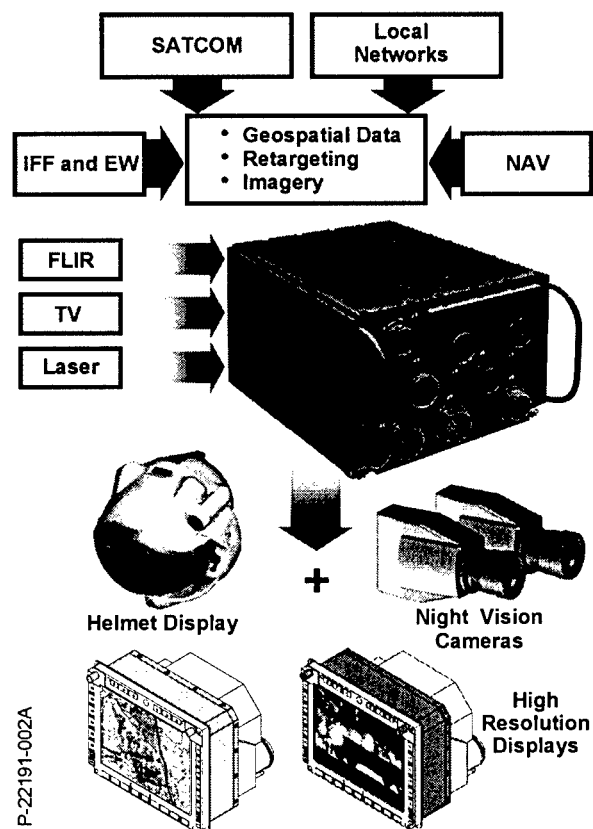 SATCOM
Local
Networks
IFF and EW
• Geospatial Data
• Retargeting
• Imagery
NAV
FLIR
TV
Laser
+
Helmet Display
Night Vision
Cameras
High
Resolution
Displays
P-22191-002A